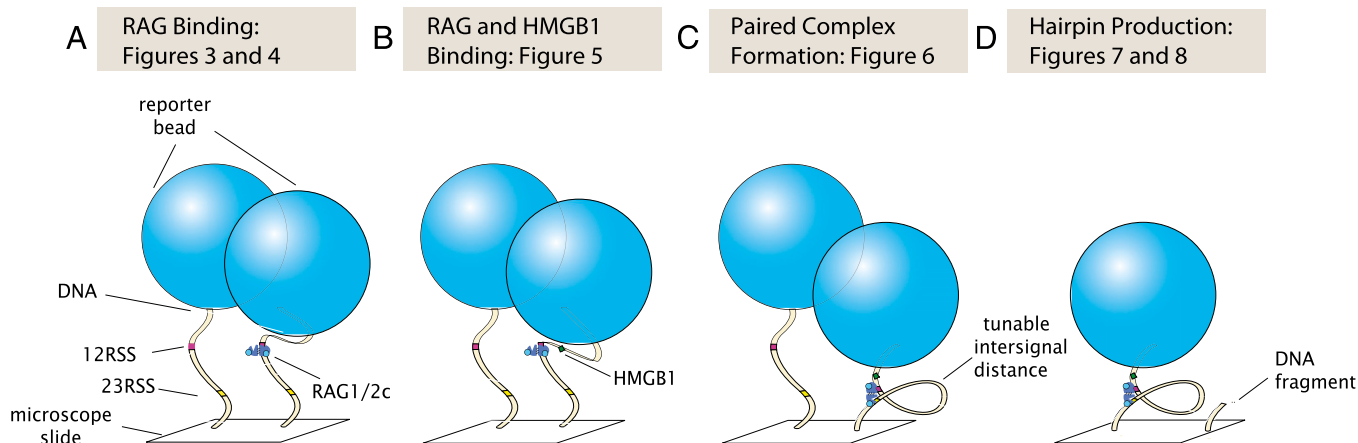 A
RAG Binding:
Figures 3 and 4
B
RAG and HMGB1
Binding: Figure 5
C
Paired Complex
Formation: Figure 6
D
Hairpin Production:
Figures 7 and 8
reporter
bead
DNA
12RSS
23RSS
microscope
slide
RAG1/2c
HMGB1
tunable
intersignal
distance
DNA
fragment